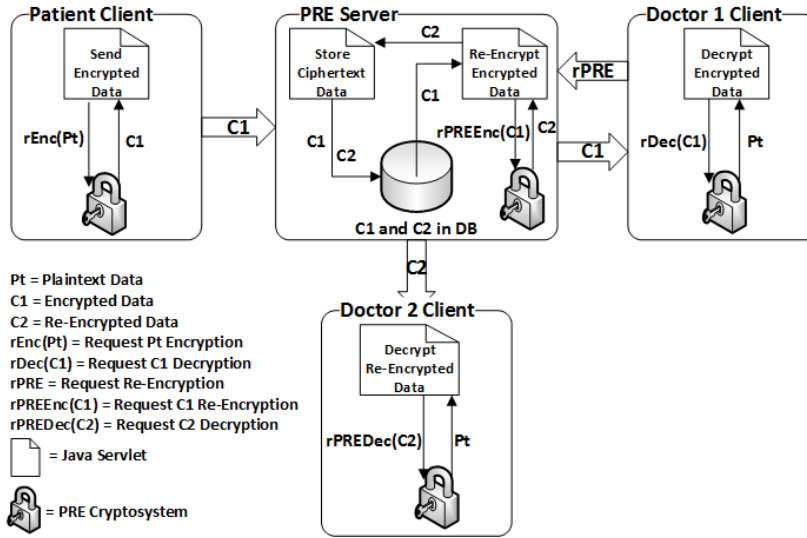 Patient Client
Send
Encrypted
Data
rEnc(Pt)
C1
C1
PRE Server
Store
Ciphertext
Data
C2
Re-Encrypt
Encrypted
Data
C1
C1
C2
rPREEnc(C1)
C2
C1 and C2 in DB
rPRE
C1
Doctor 1 Client
Decrypt
Encrypted
Data
rDec(C1)
Pt
C2
Doctor 2 Client
Decrypt
Re-Encrypted
Data
rPREDec(C2)
Pt
Pt = Plaintext Data
C1 = Encrypted Data
C2 = Re-Encrypted Data
rEnc(Pt) = Request Pt Encryption
rDec(C1) = Request C1 Decryption
rPRE = Request Re-Encryption
rPREEnc(C1) = Request C1 Re-Encryption
rPREDec(C2) = Request C2 Decryption
= Java Servlet
= PRE Cryptosystem